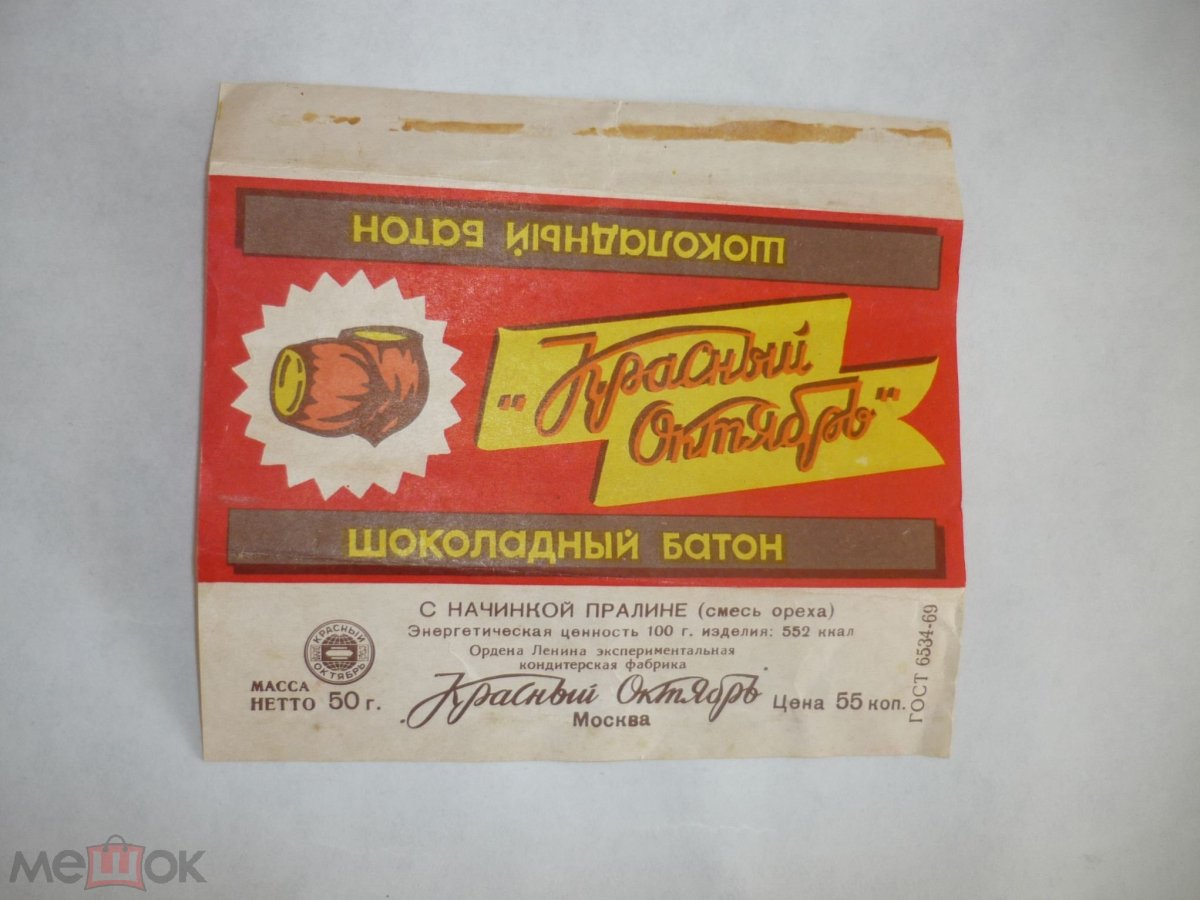 ШОКОЛАДНЫЙ БАТОН
"Красный
Октябрь"
ШОКОЛАДНЫЙ БАТОН
С НАЧИНКОЙ ПРАЛИНЕ (смесь ореха)
Энергетическая ценность 100 г. изделия: 552 ккал
Ордена Ленина экспериментальная
кондитерская фабрика
КРАСНЫЙ
ОКТЯБРЬ
МАССА
НЕТТО 50 г.
"Красный Октябрь"
Москва
Цена 55 коп.
ГОСТ 6534-69
мешок